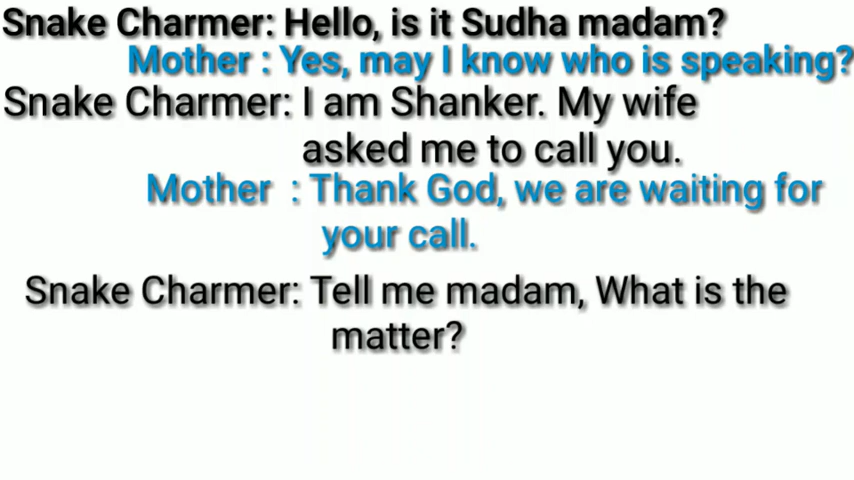 Snake Charmer: Hello, is it Sudha madam?
Mother : Yes, may I know who is speaking?
Snake Charmer: I am Shanker. My wife
asked me to call you.
Mother : Thank God, we are waiting for
your call.
Snake Charmer: Tell me madam, What is the
matter?